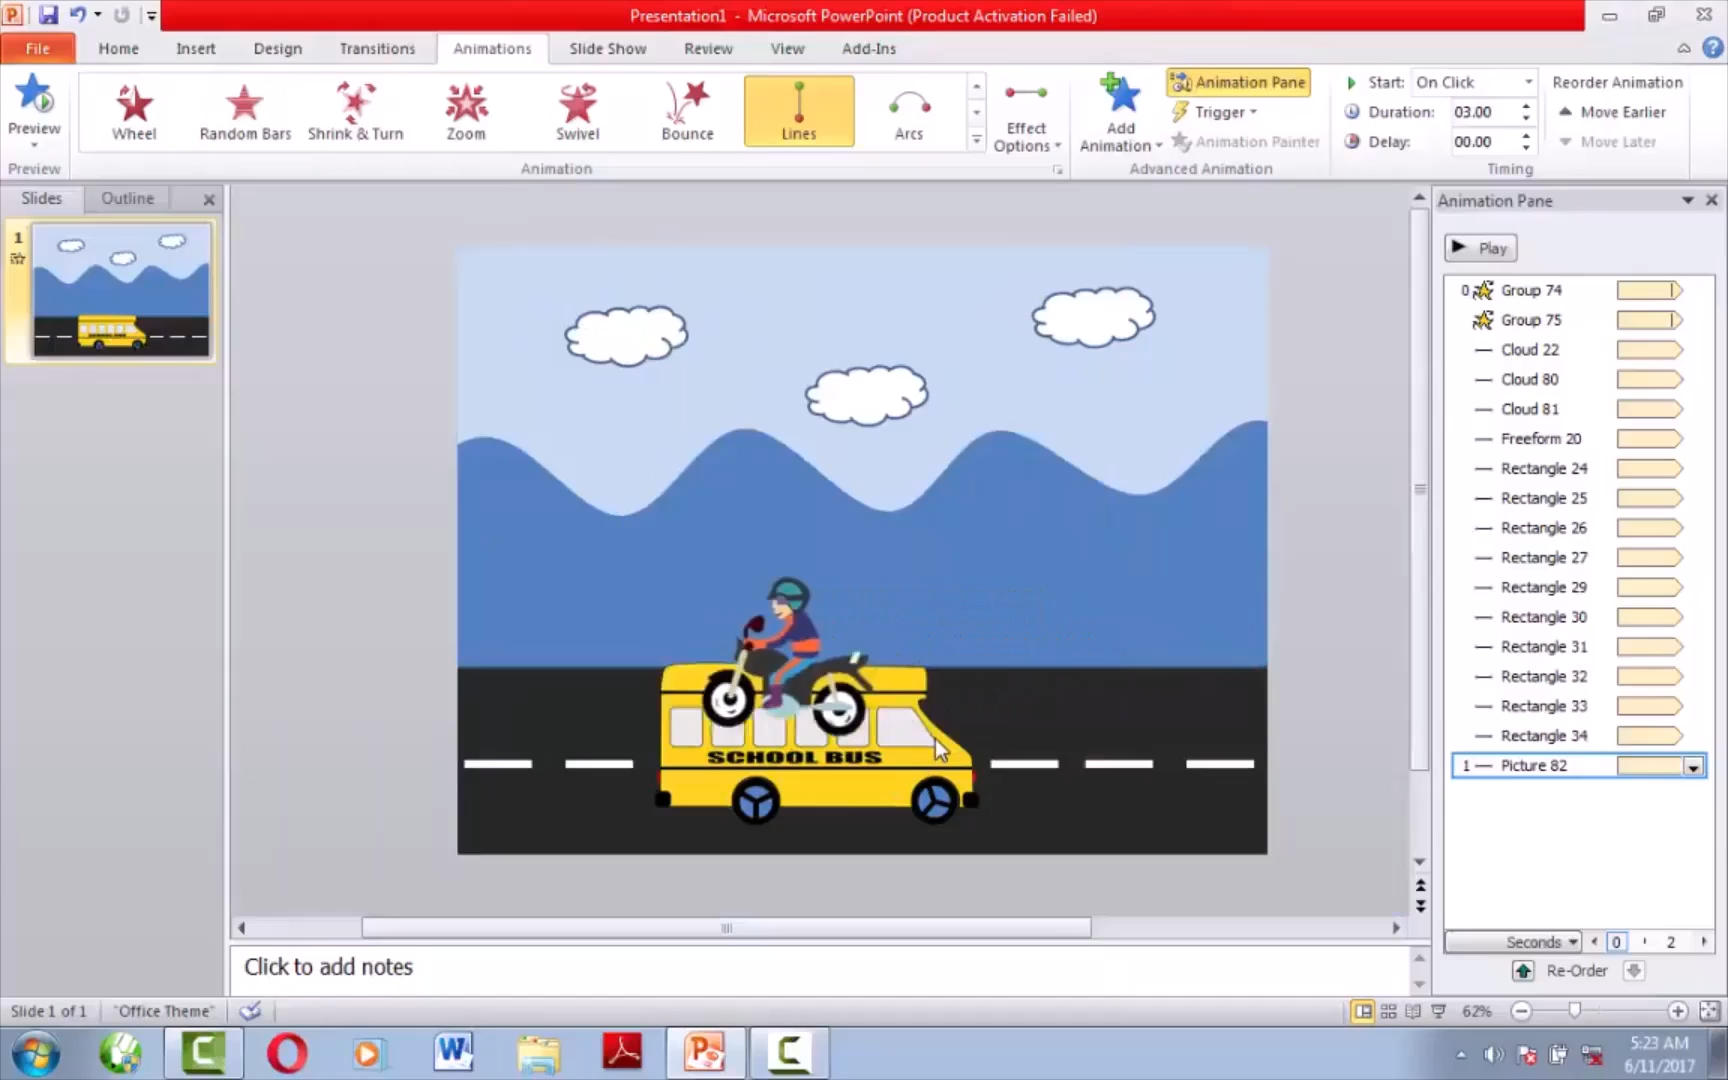 Presentation1 - Microsoft PowerPoint (Product Activation Failed)
File Home Insert Design Transitions Animations Slide Show Review View Add-Ins
Preview
Wheel Random Bars Shrink & Turn Zoom Swivel Bounce Lines Arcs
Effect Options
Add Animation
Animation Pane
Trigger
Animation Painter
Start: On Click
Duration: 03.00
Delay: 00.00
Reorder Animation
Move Earlier
Move Later
Preview Animation Advanced Animation Timing
Slides Outline
1
SCHOOL BUS
Animation Pane
Play
0 Group 74
Group 75
Cloud 22
Cloud 80
Cloud 81
Freeform 20
Rectangle 24
Rectangle 25
Rectangle 26
Rectangle 27
Rectangle 29
Rectangle 30
Rectangle 31
Rectangle 32
Rectangle 33
Rectangle 34
1 Picture 82
Seconds 0 2
Re-Order
Click to add notes
Slide 1 of 1 "Office Theme" 62%
5:23 AM
6/11/2017